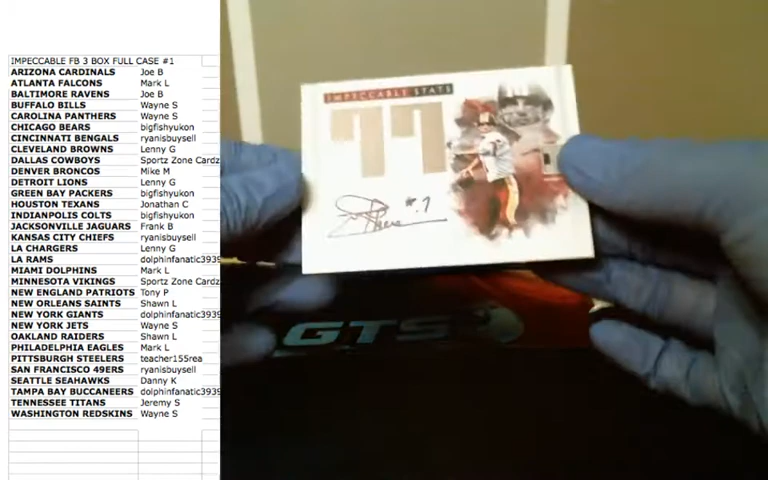 IMPECCABLE FB 3 BOX FULL CASE #1
ARIZONA CARDINALS Joe B
ATLANTA FALCONS Mark L
BALTIMORE RAVENS Joe B
BUFFALO BILLS Wayne S
CAROLINA PANTHERS Wayne S
CHICAGO BEARS bigfishyukon
CINCINNATI BENGALS ryanisbuysell
CLEVELAND BROWNS Lenny G
DALLAS COWBOYS Sportz Zone Cardz
DENVER BRONCOS Mike M
DETROIT LIONS Lenny G
GREEN BAY PACKERS bigfishyukon
HOUSTON TEXANS Jonathan C
INDIANPOLIS COLTS bigfishyukon
JACKSONVILLE JAGUARS Frank B
KANSAS CITY CHIEFS ryanisbuysell
LA CHARGERS Lenny G
LA RAMS dolphinfanatic3939
MIAMI DOLPHINS Mark L
MINNESOTA VIKINGS Sportz Zone Cardz
NEW ENGLAND PATRIOTS Tony P
NEW ORLEANS SAINTS Shawn L
NEW YORK GIANTS dolphinfanatic3939
NEW YORK JETS Wayne S
OAKLAND RAIDERS Shawn L
PHILADELPHIA EAGLES Mark L
PITTSBURGH STEELERS teacher155rea
SAN FRANCISCO 49ERS ryanisbuysell
SEATTLE SEAHAWKS Danny K
TAMPA BAY BUCCANEERS dolphinfanatic3939
TENNESSEE TITANS Jeremy S
WASHINGTON REDSKINS Wayne S
IMPECCABLE STATS
77
#7
GTS